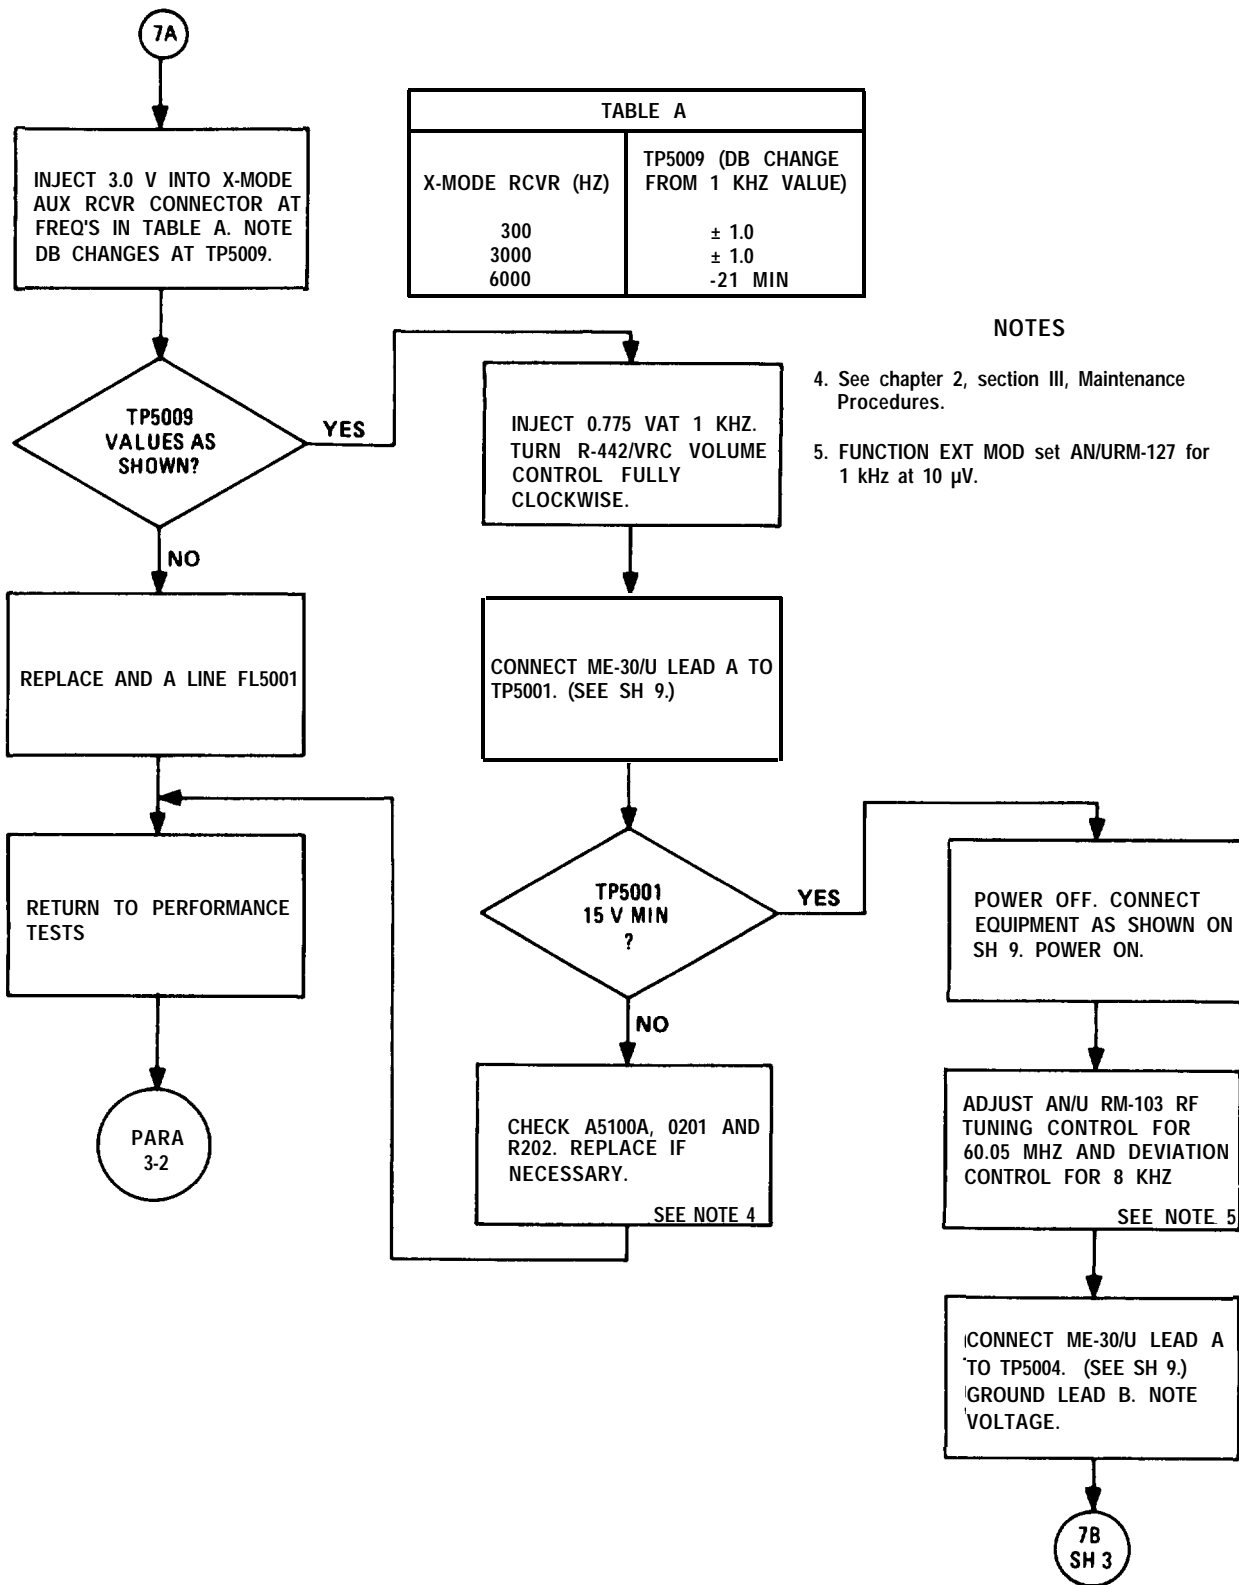 7A
INJECT 3.0 V INTO X-MODE
AUX RCVR CONNECTOR AT
FREQ'S IN TABLE A. NOTE
DB CHANGES AT TP5009.
TABLE A
X-MODE RCVR (HZ)
TP5009 (DB CHANGE
FROM 1 KHZ VALUE)
300 ± 1.0
3000 ± 1.0
6000 -21 MIN
NOTES
4. See chapter 2, section III, Maintenance
Procedures.
5. FUNCTION EXT MOD set AN/URM-127 for
1 kHz at 10 µV.
TP5009
VALUES AS
SHOWN?
YES
NO
INJECT 0.775 VAT 1 KHZ.
TURN R-442/VRC VOLUME
CONTROL FULLY
CLOCKWISE.
REPLACE AND A LINE FL5001
CONNECT ME-30/U LEAD A TO
TP5001. (SEE SH 9.)
RETURN TO PERFORMANCE
TESTS
PARA
3-2
TP5001
15 V MIN
?
YES
NO
CHECK A5100A, 0201 AND
R202. REPLACE IF
NECESSARY.
SEE NOTE 4
POWER OFF. CONNECT
EQUIPMENT AS SHOWN ON
SH 9. POWER ON.
ADJUST AN/U RM-103 RF
TUNING CONTROL FOR
60.05 MHZ AND DEVIATION
CONTROL FOR 8 KHZ
SEE NOTE 5
CONNECT ME-30/U LEAD A
TO TP5004. (SEE SH 9.)
GROUND LEAD B. NOTE
VOLTAGE.
7B
SH 3